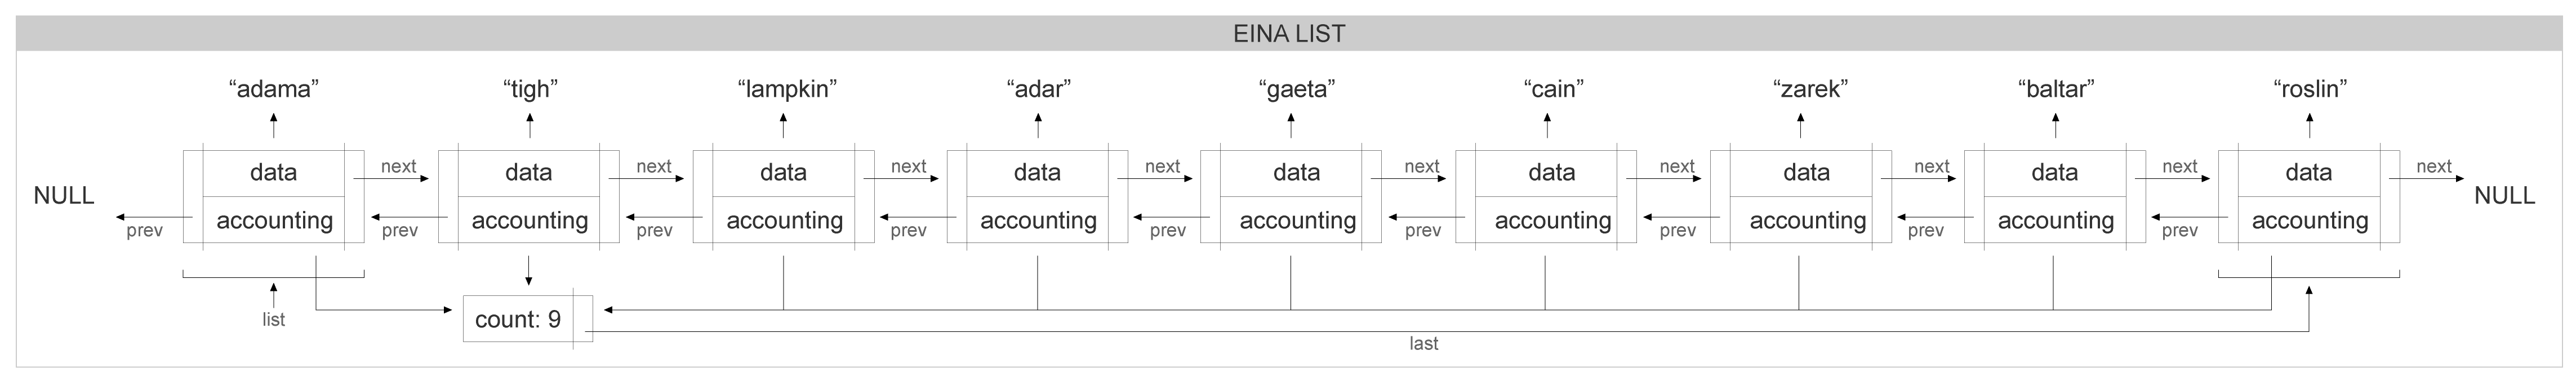 EINA LIST
“adama” “tigh” “lampkin” “adar” “gaeta” “cain” “zarek” “baltar” “roslin”
data next data next data next data next data next data next data next data next data next
NULL NULL
accounting accounting accounting accounting accounting accounting accounting accounting accounting
prev prev prev prev prev prev prev prev prev
list count: 9
last